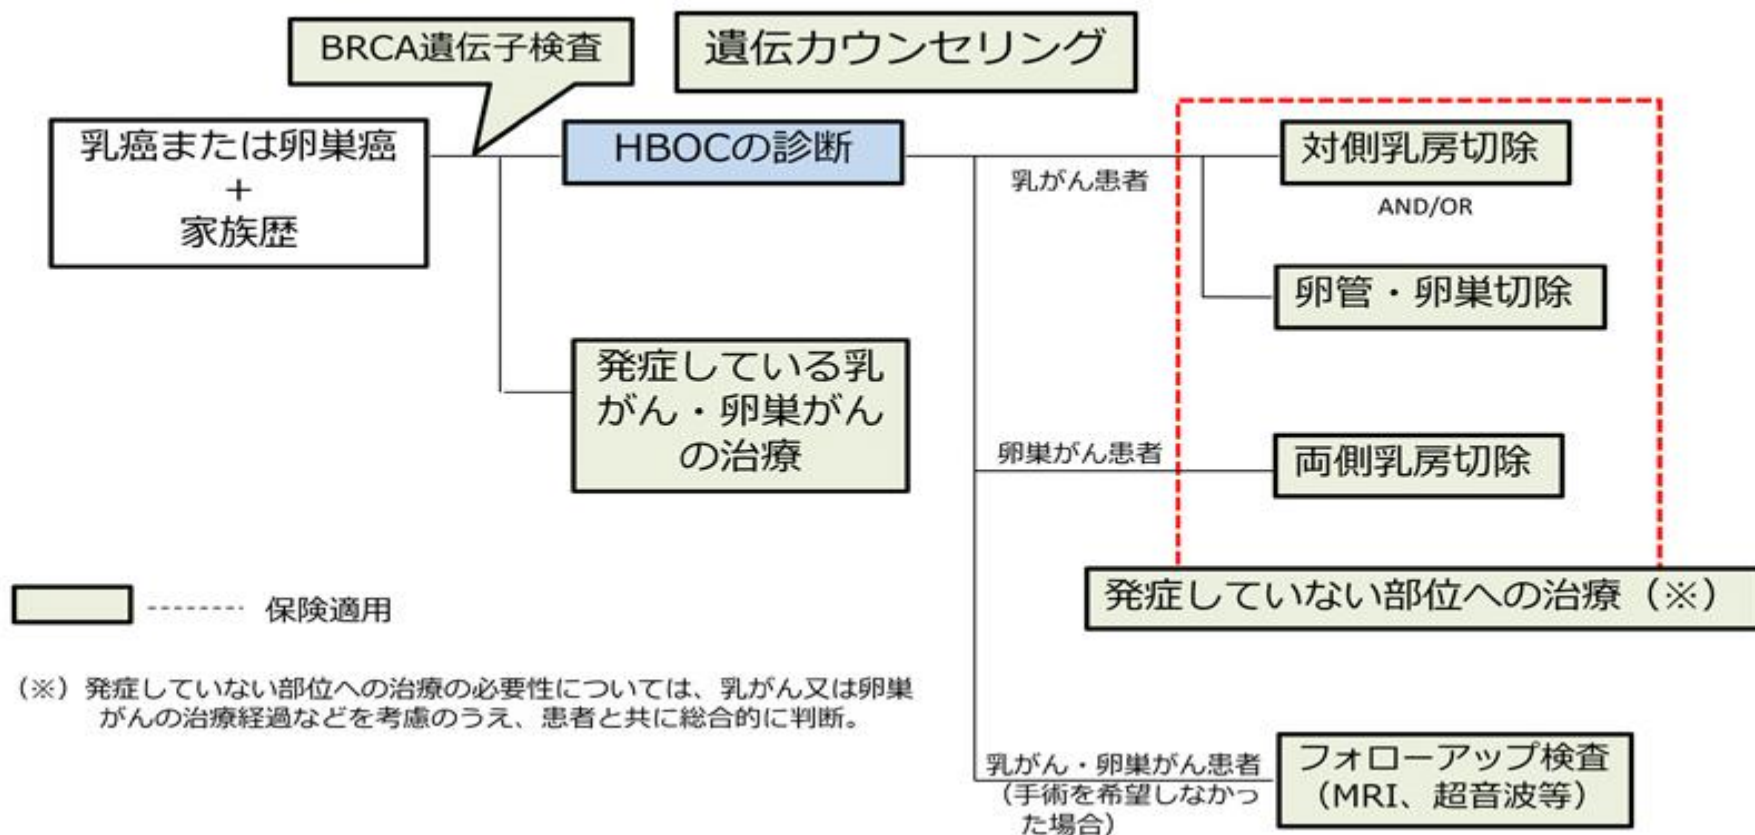 BRCA遺伝子検査
遺伝カウンセリング
乳癌または卵巣癌
+
家族歴
HBOCの診断
乳がん患者
対側乳房切除
AND/OR
卵管・卵巣切除
発症している乳
がん・卵巣がん
の治療
卵巣がん患者
両側乳房切除
発症していない部位への治療（※）
保険適用
（※）発症していない部位への治療の必要性については、乳がん又は卵巣
がんの治療経過などを考慮のうえ、患者と共に総合的に判断。
乳がん・卵巣がん患者
（手術を希望しなかっ
た場合）
フォローアップ検査
（MRI、超音波等）